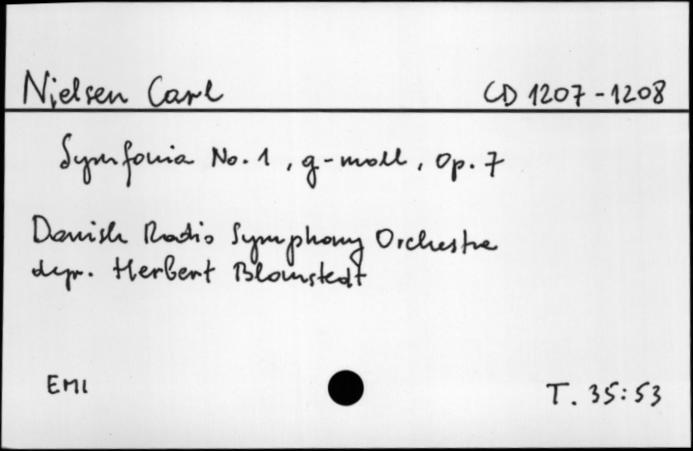 Nielsen Carl CD 1207-1208
Symfonia No. 1, g-moll, Op. 7
Danish Radio Symphony Orchestra
dyr. Herbert Blomstedt
EMI T. 35:53